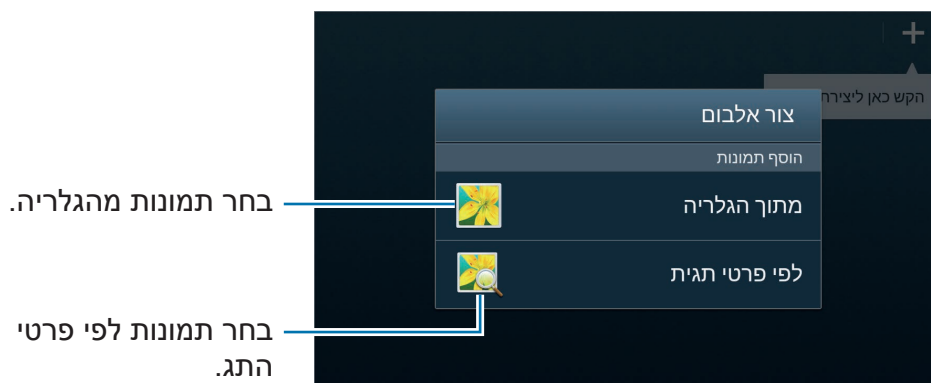 הקש כאן ליצירת
צור אלבום
הוסף תמונות
מתוך הגלריה
בחר תמונות מהגלריה.
לפי פרטי תגית
בחר תמונות לפי פרטי
התג.